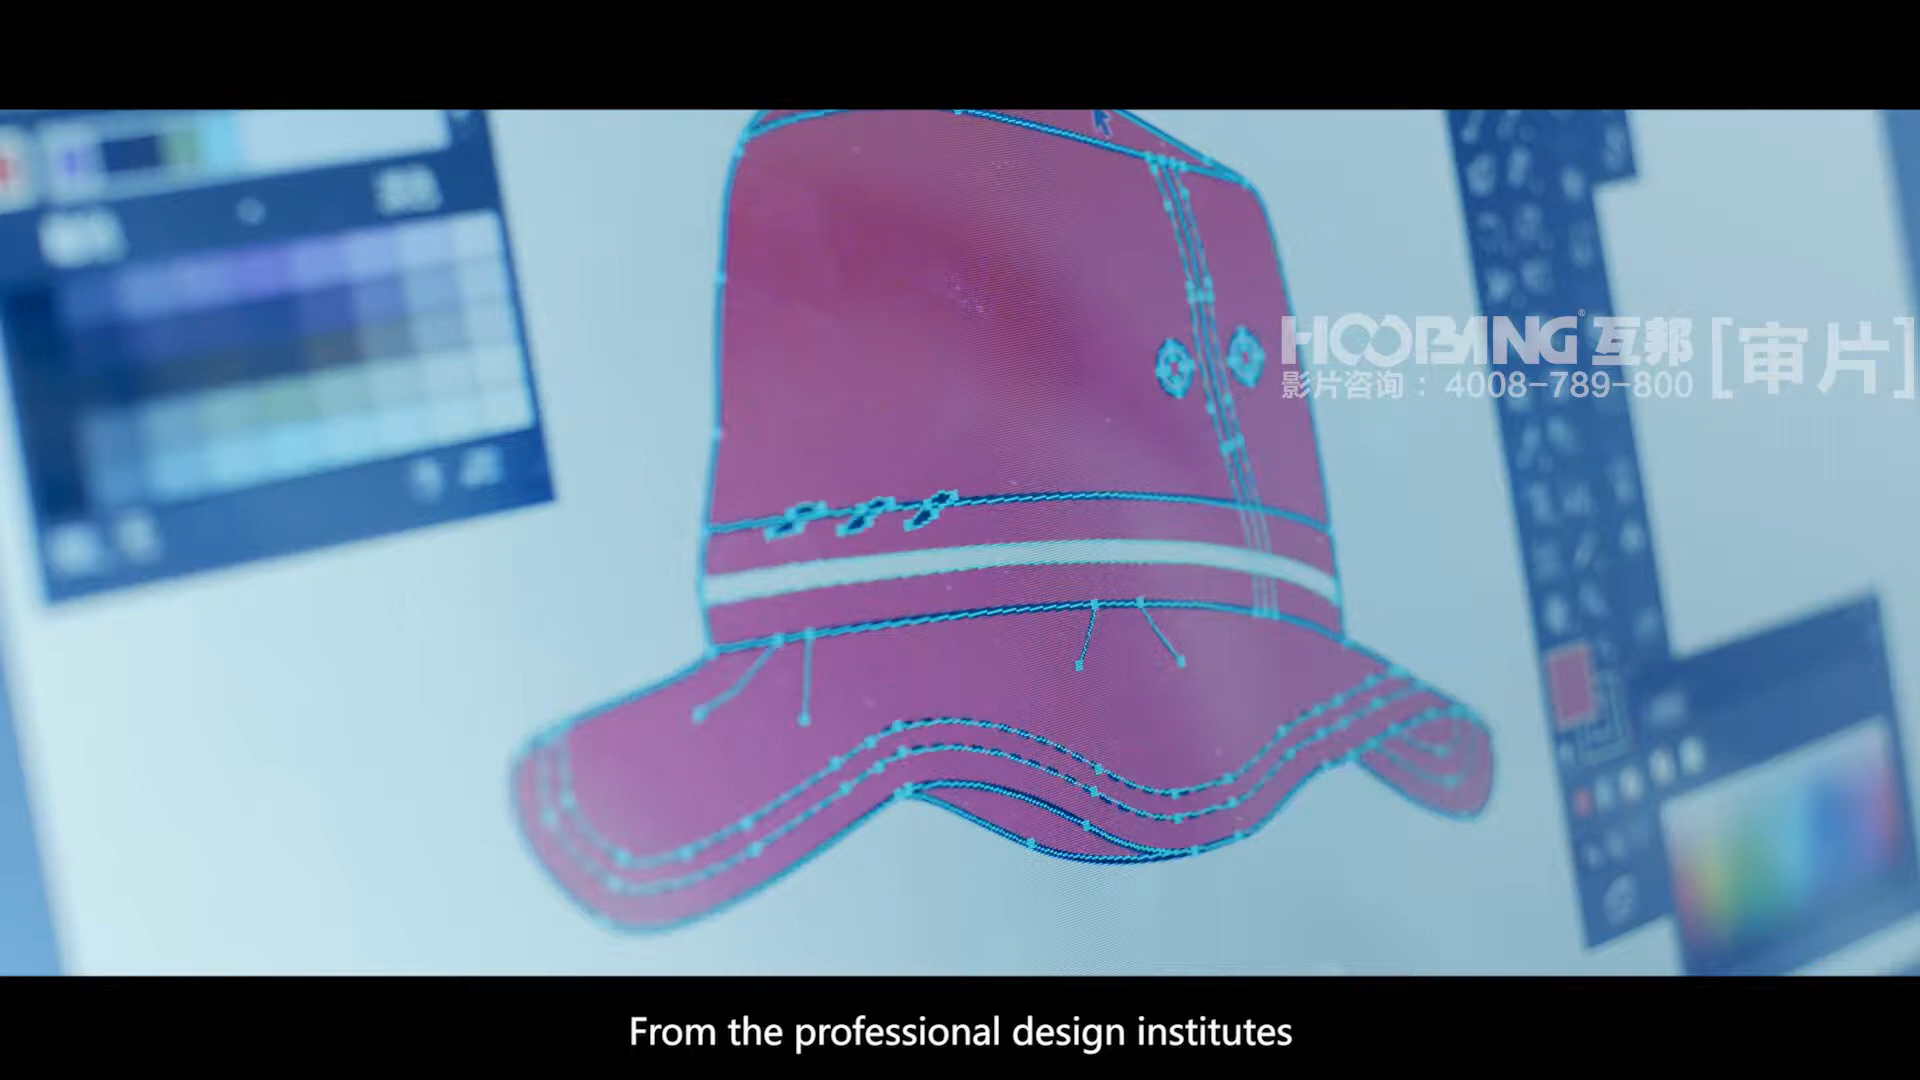 HOOBANG® 互邦 [审片]
影片咨询：4008-789-800
From the professional design institutes